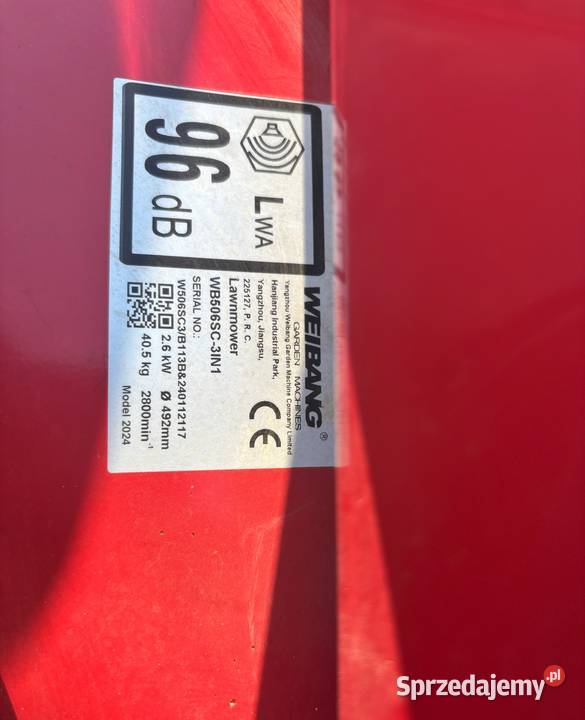 LWA
96 dB
WEIBANG®
GARDEN MACHINES
Yangzhou Weibang Garden Machine Company Limited
Hanjiang Industrial Park,
Yangzhou, Jiangsu,
225127, P. R. C.
CE
Lawnmower
WB506SC-3IN1
SERIAL NO.:
W506SC3/B113B&240112117
2.6 kW Ø 492mm
40,5 kg 2800min⁻¹
Model 2024
Sprzedajemy.pl